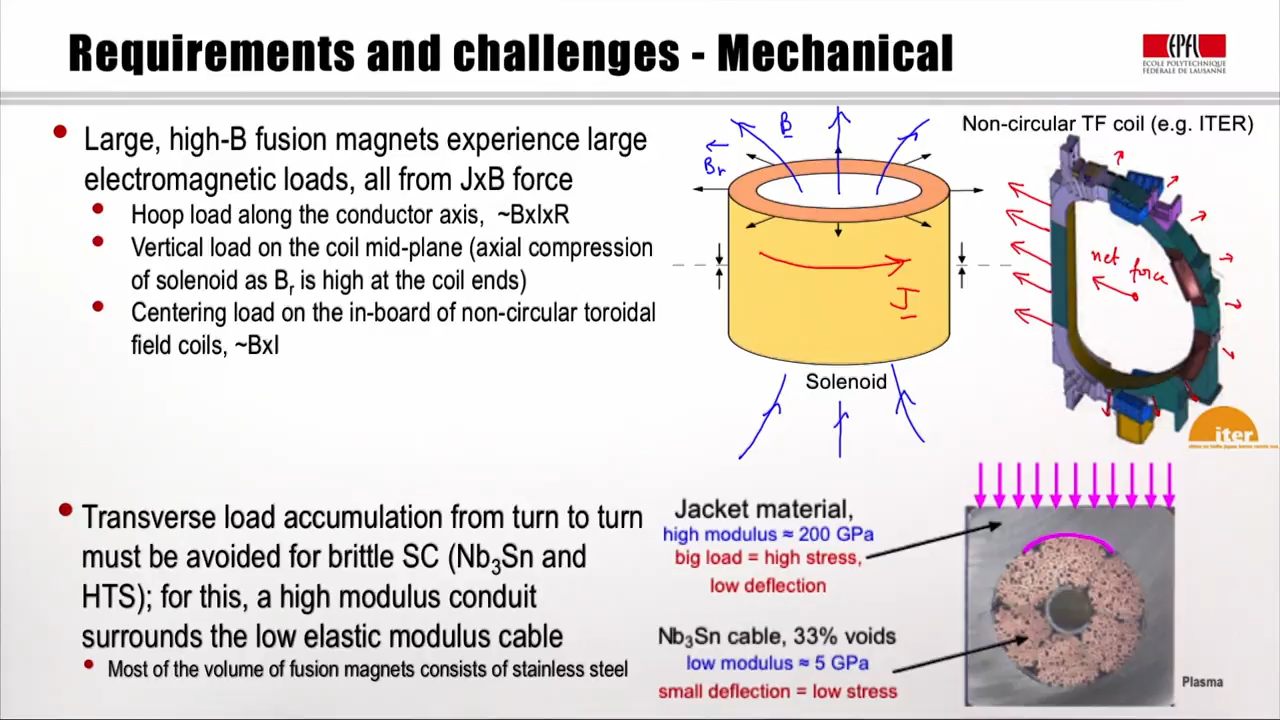 Requirements and challenges - Mechanical
EPFL
ÉCOLE POLYTECHNIQUE
FÉDÉRALE DE LAUSANNE
Large, high-B fusion magnets experience large
electromagnetic loads, all from JxB force
Hoop load along the conductor axis, ~BxIxR
Vertical load on the coil mid-plane (axial compression
of solenoid as Br is high at the coil ends)
Centering load on the in-board of non-circular toroidal
field coils, ~BxI
B
Br
J
Solenoid
Non-circular TF coil (e.g. ITER)
net force
iter
Transverse load accumulation from turn to turn
must be avoided for brittle SC (Nb3Sn and
HTS); for this, a high modulus conduit
surrounds the low elastic modulus cable
Most of the volume of fusion magnets consists of stainless steel
Jacket material,
high modulus ≈ 200 GPa
big load = high stress,
low deflection
Nb3Sn cable, 33% voids
low modulus ≈ 5 GPa
small deflection = low stress
Plasma